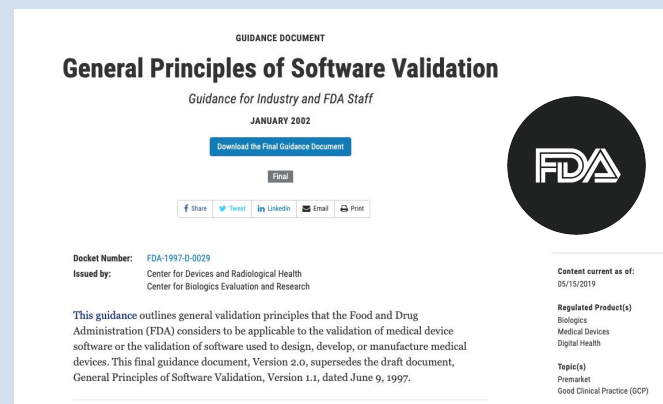 GUIDANCE DOCUMENT
General Principles of Software Validation
Guidance for Industry and FDA Staff
JANUARY 2002
Download the Final Guidance Document
Final
Share Tweet Linkedin Email Print
FDA
Docket Number: FDA-1997-D-0029
Issued by: Center for Devices and Radiological Health
Center for Biologics Evaluation and Research
This guidance outlines general validation principles that the Food and Drug
Administration (FDA) considers to be applicable to the validation of medical device
software or the validation of software used to design, develop, or manufacture medical
devices. This final guidance document, Version 2.0, supersedes the draft document,
General Principles of Software Validation, Version 1.1, dated June 9, 1997.
Content current as of:
05/15/2019
Regulated Product(s)
Biologics
Medical Devices
Digital Health
Topic(s)
Premarket
Good Clinical Practice (GCP)